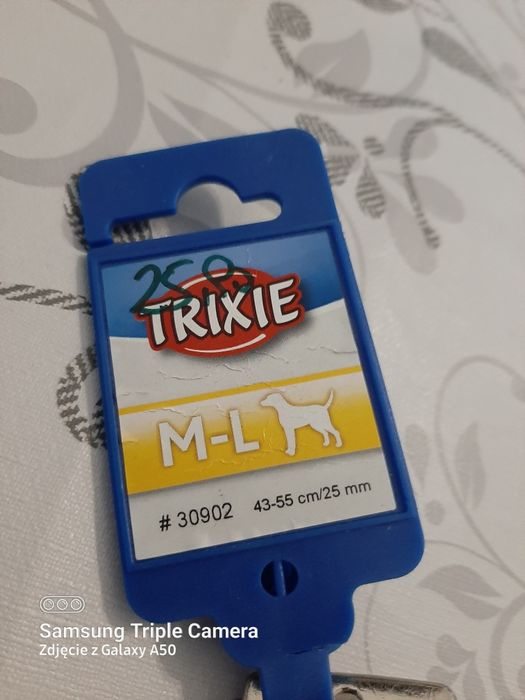 TRIXIE
M-L
# 30902 43-55 cm/25 mm
Samsung Triple Camera
Zdjęcie z Galaxy A50